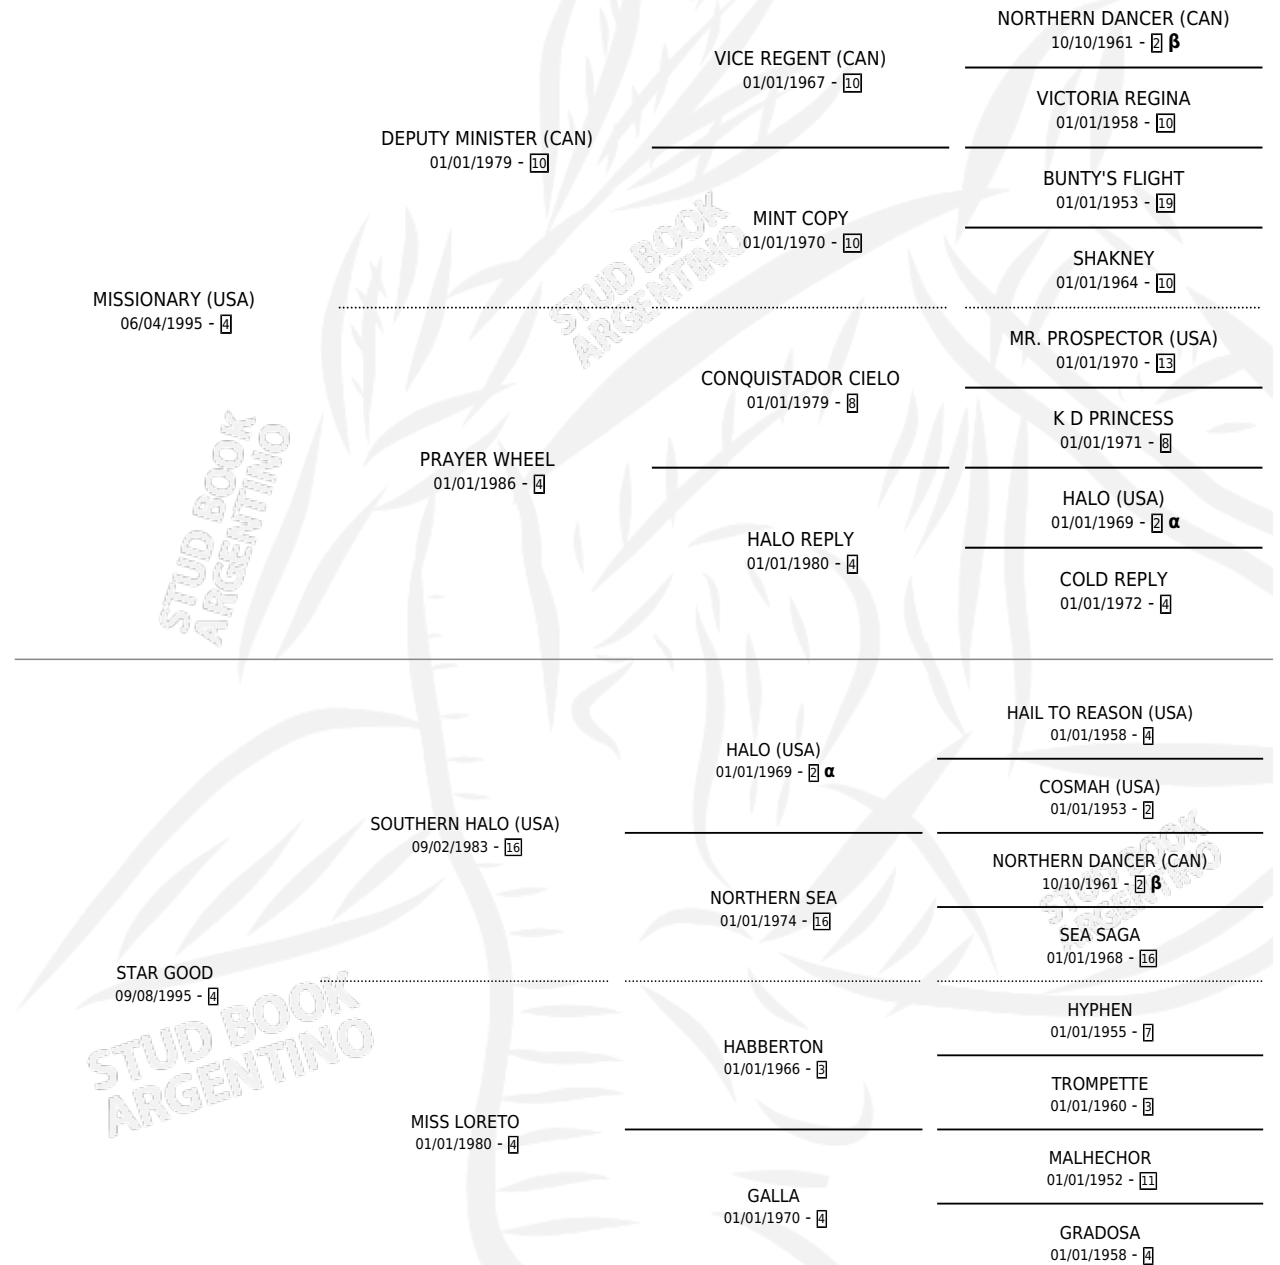 NORTHERN DANCER (CAN)
10/10/1961 - 2 β
VICE REGENT (CAN)
01/01/1967 - 10
VICTORIA REGINA
01/01/1958 - 10
DEPUTY MINISTER (CAN)
01/01/1979 - 10
BUNTY'S FLIGHT
01/01/1953 - 19
MINT COPY
01/01/1970 - 10
SHAKNEY
01/01/1964 - 10
MISSIONARY (USA)
06/04/1995 - 4
MR. PROSPECTOR (USA)
01/01/1970 - 13
CONQUISTADOR CIELO
01/01/1979 - 8
K D PRINCESS
01/01/1971 - 8
PRAYER WHEEL
01/01/1986 - 4
HALO (USA)
01/01/1969 - 2 α
HALO REPLY
01/01/1980 - 4
COLD REPLY
01/01/1972 - 4
HAIL TO REASON (USA)
01/01/1958 - 4
HALO (USA)
01/01/1969 - 2 α
COSMAH (USA)
01/01/1953 - 2
SOUTHERN HALO (USA)
09/02/1983 - 16
NORTHERN DANCER (CAN)
10/10/1961 - 2 β
NORTHERN SEA
01/01/1974 - 16
SEA SAGA
01/01/1968 - 16
STAR GOOD
09/08/1995 - 4
HYPHEN
01/01/1955 - 7
HABBERTON
01/01/1966 - 3
TROMPETTE
01/01/1960 - 3
MISS LORETO
01/01/1980 - 4
MALHECHOR
01/01/1952 - 11
GALLA
01/01/1970 - 4
GRADOSA
01/01/1958 - 4
STUD BOOK
ARGENTINO
STUD BOOK
ARGENTINO
STUD BOOK
ARGENTINO
STUD BOOK
ARGENTINO